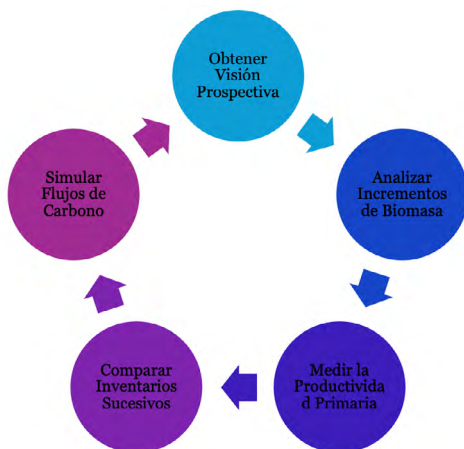 Obtener
Visión
Prospectiva
Analizar
Incrementos
de Biomasa
Medir la
Productivida
d Primaria
Comparar
Inventarios
Sucesivos
Simular
Flujos de
Carbono